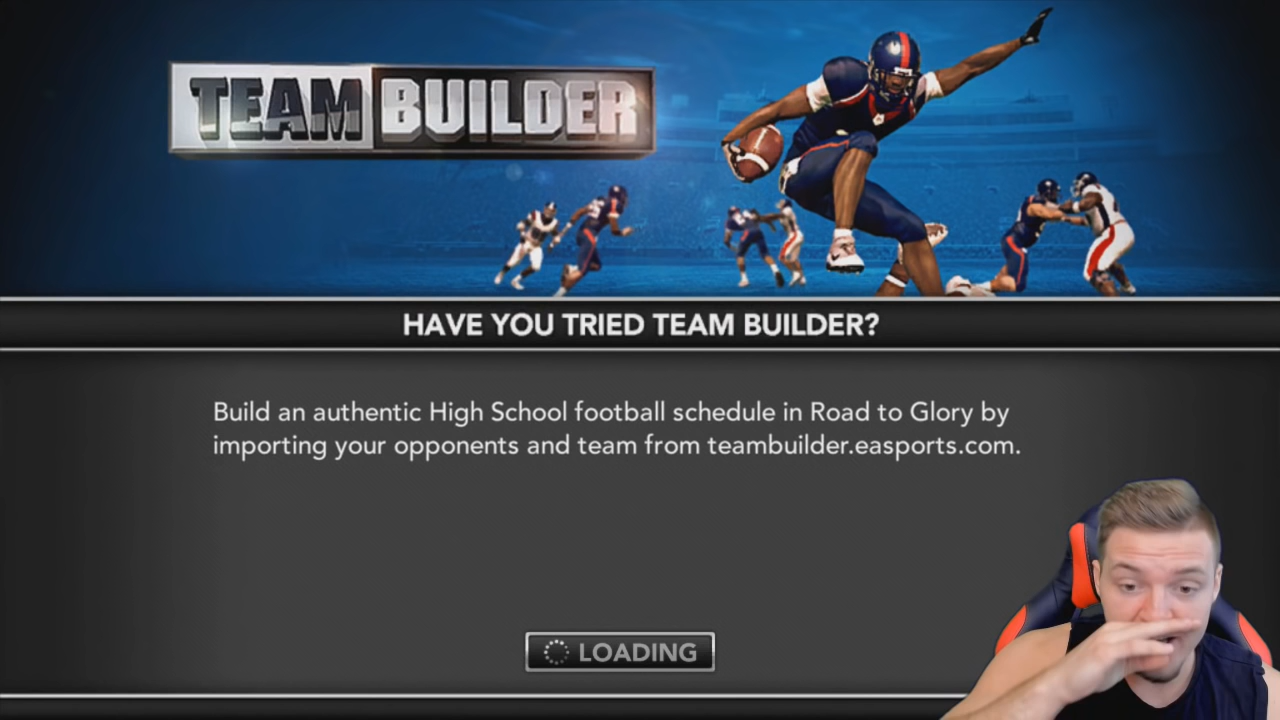 TEAM BUILDER
HAVE YOU TRIED TEAM BUILDER?
Build an authentic High School football schedule in Road to Glory by
importing your opponents and team from teambuilder.easports.com.
LOADING